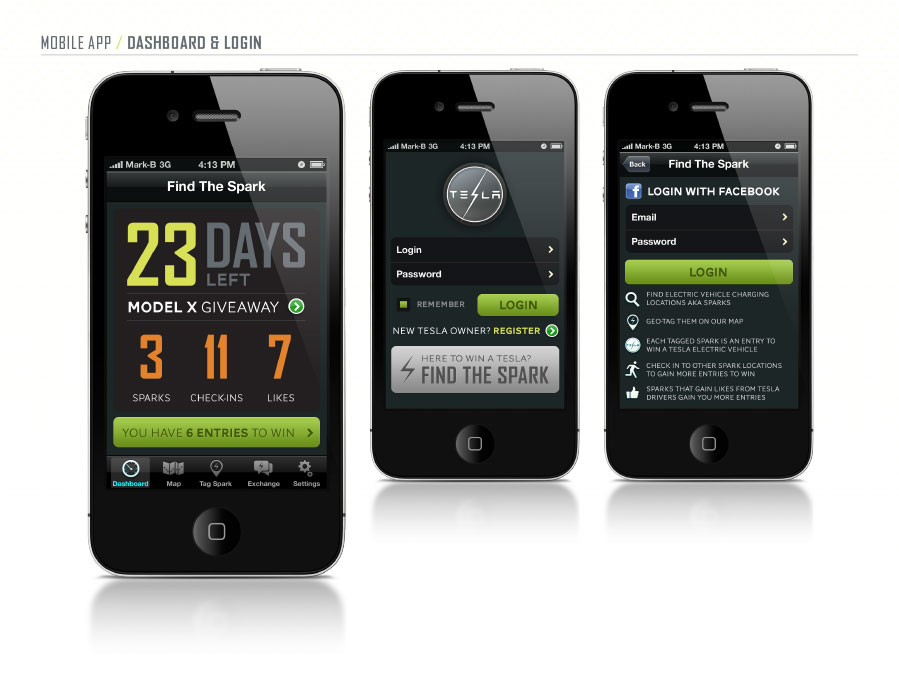 MOBILE APP / DASHBOARD & LOGIN
Mark-B 3G 4:13 PM
Find The Spark
23 DAYS
LEFT
MODEL X GIVEAWAY
3 11 7
SPARKS CHECK-INS LIKES
YOU HAVE 6 ENTRIES TO WIN
Dashboard Map Tag Spark Exchange Settings
Mark-B 3G 4:13 PM
TESLA
Login
Password
REMEMBER LOGIN
NEW TESLA OWNER? REGISTER
HERE TO WIN A TESLA?
FIND THE SPARK
Mark-B 3G 4:13 PM
Back Find The Spark
f LOGIN WITH FACEBOOK
Email
Password
LOGIN
FIND ELECTRIC VEHICLE CHARGING
LOCATIONS AKA SPARKS
GEO-TAG THEM ON OUR MAP
EACH TAGGED SPARK IS AN ENTRY TO
WIN A TESLA ELECTRIC VEHICLE
CHECK IN TO OTHER SPARK LOCATIONS
TO GAIN MORE ENTRIES TO WIN
SPARKS THAT GAIN LIKES FROM TESLA
DRIVERS GAIN YOU MORE ENTRIES